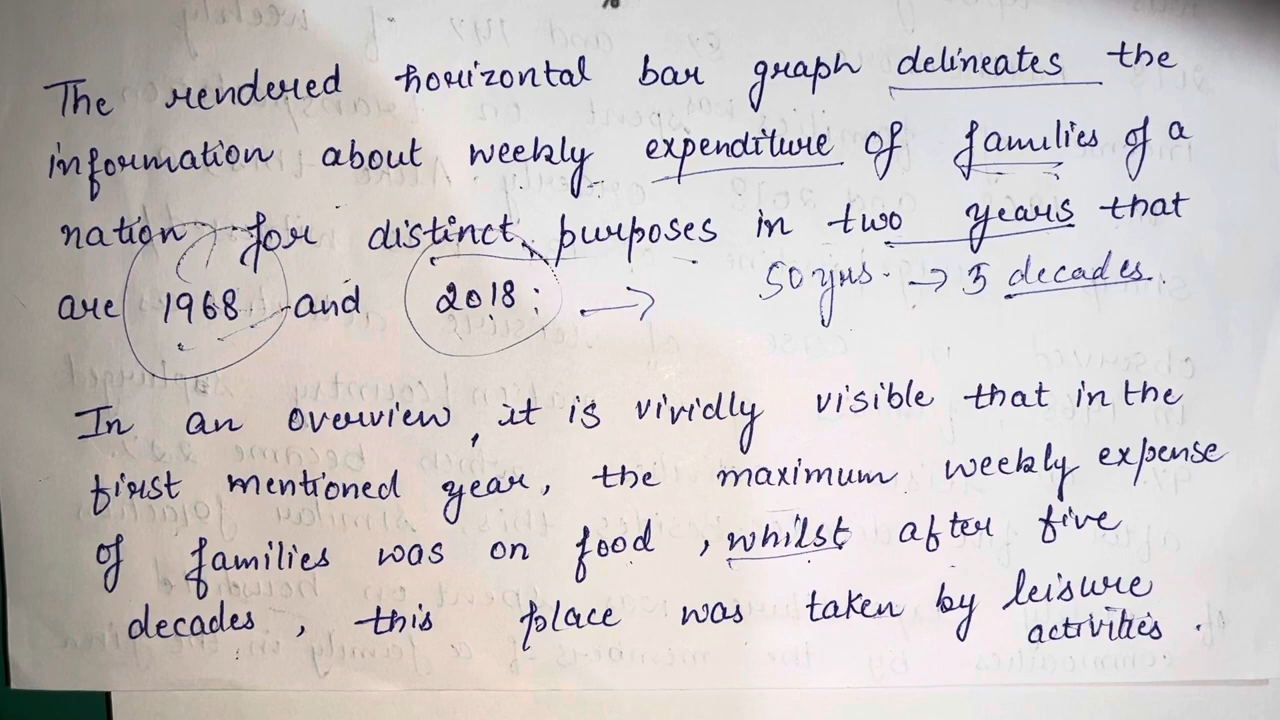 The rendered horizontal bar graph delineates the
information about weekly expenditure of families of a
nation for distinct purposes in two years that
are 1968 and 2018: → 50 yrs. → 5 decades.
In an overview, it is vividly visible that in the
first mentioned year, the maximum weekly expense
of families was on food, whilst after five
decades, this place was taken by leisure
activities.